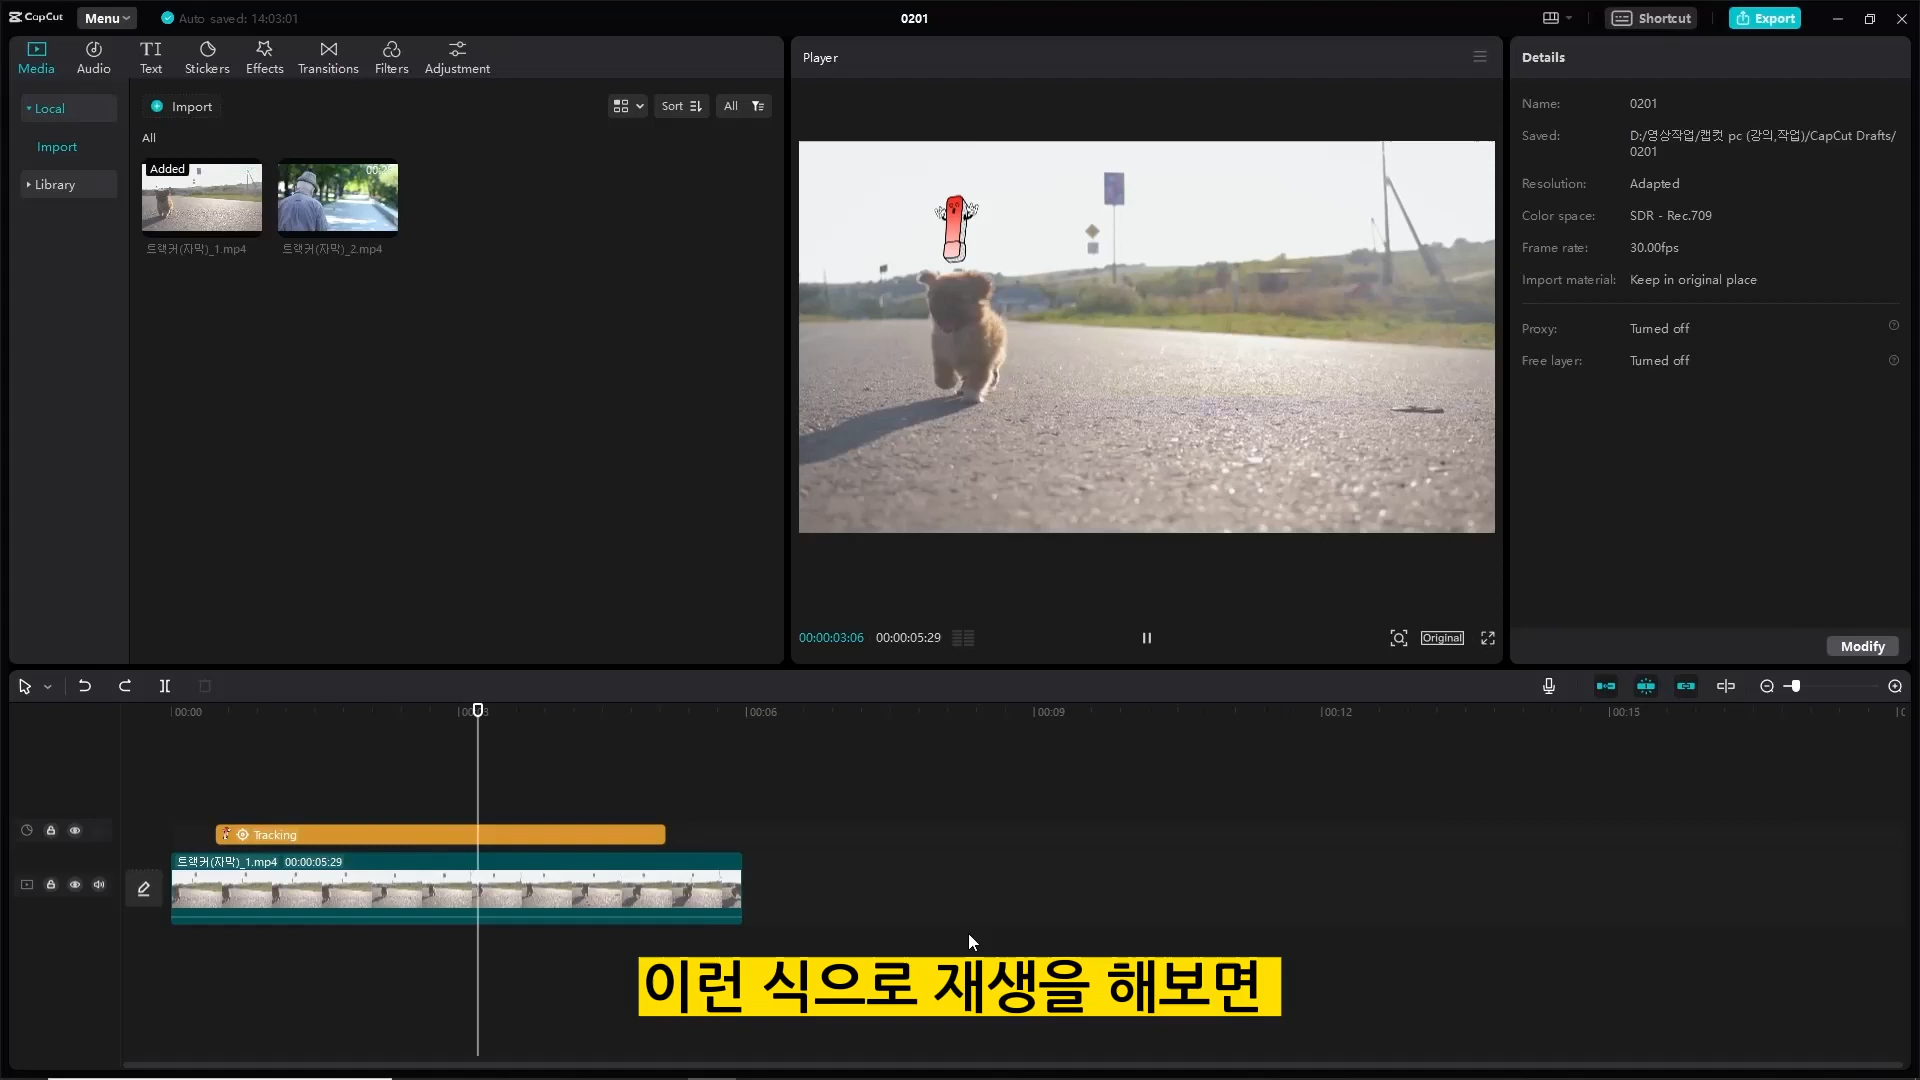 CapCut
Menu
Auto saved: 14:03:01
0201
Shortcut
Export
Media
Audio
TI
Text
Stickers
Effects
Transitions
Filters
Adjustment
Local
Import
Library
Import
Sort
All
All
Added
트랙커(자막)_1.mp4
트랙커(자막)_2.mp4
Player
00:00:03:06
00:00:05:29
Original
Details
Name:
0201
Saved:
D:/영상작업/캡컷 pc (강의,작업)/CapCut Drafts/
0201
Resolution:
Adapted
Color space:
SDR - Rec.709
Frame rate:
30.00fps
Import material:
Keep in original place
Proxy:
Turned off
Free layer:
Turned off
Modify
00:00
00:06
00:09
00:12
00:15
Tracking
트랙커(자막)_1.mp4 00:00:05:29
이런 식으로 재생을 해보면